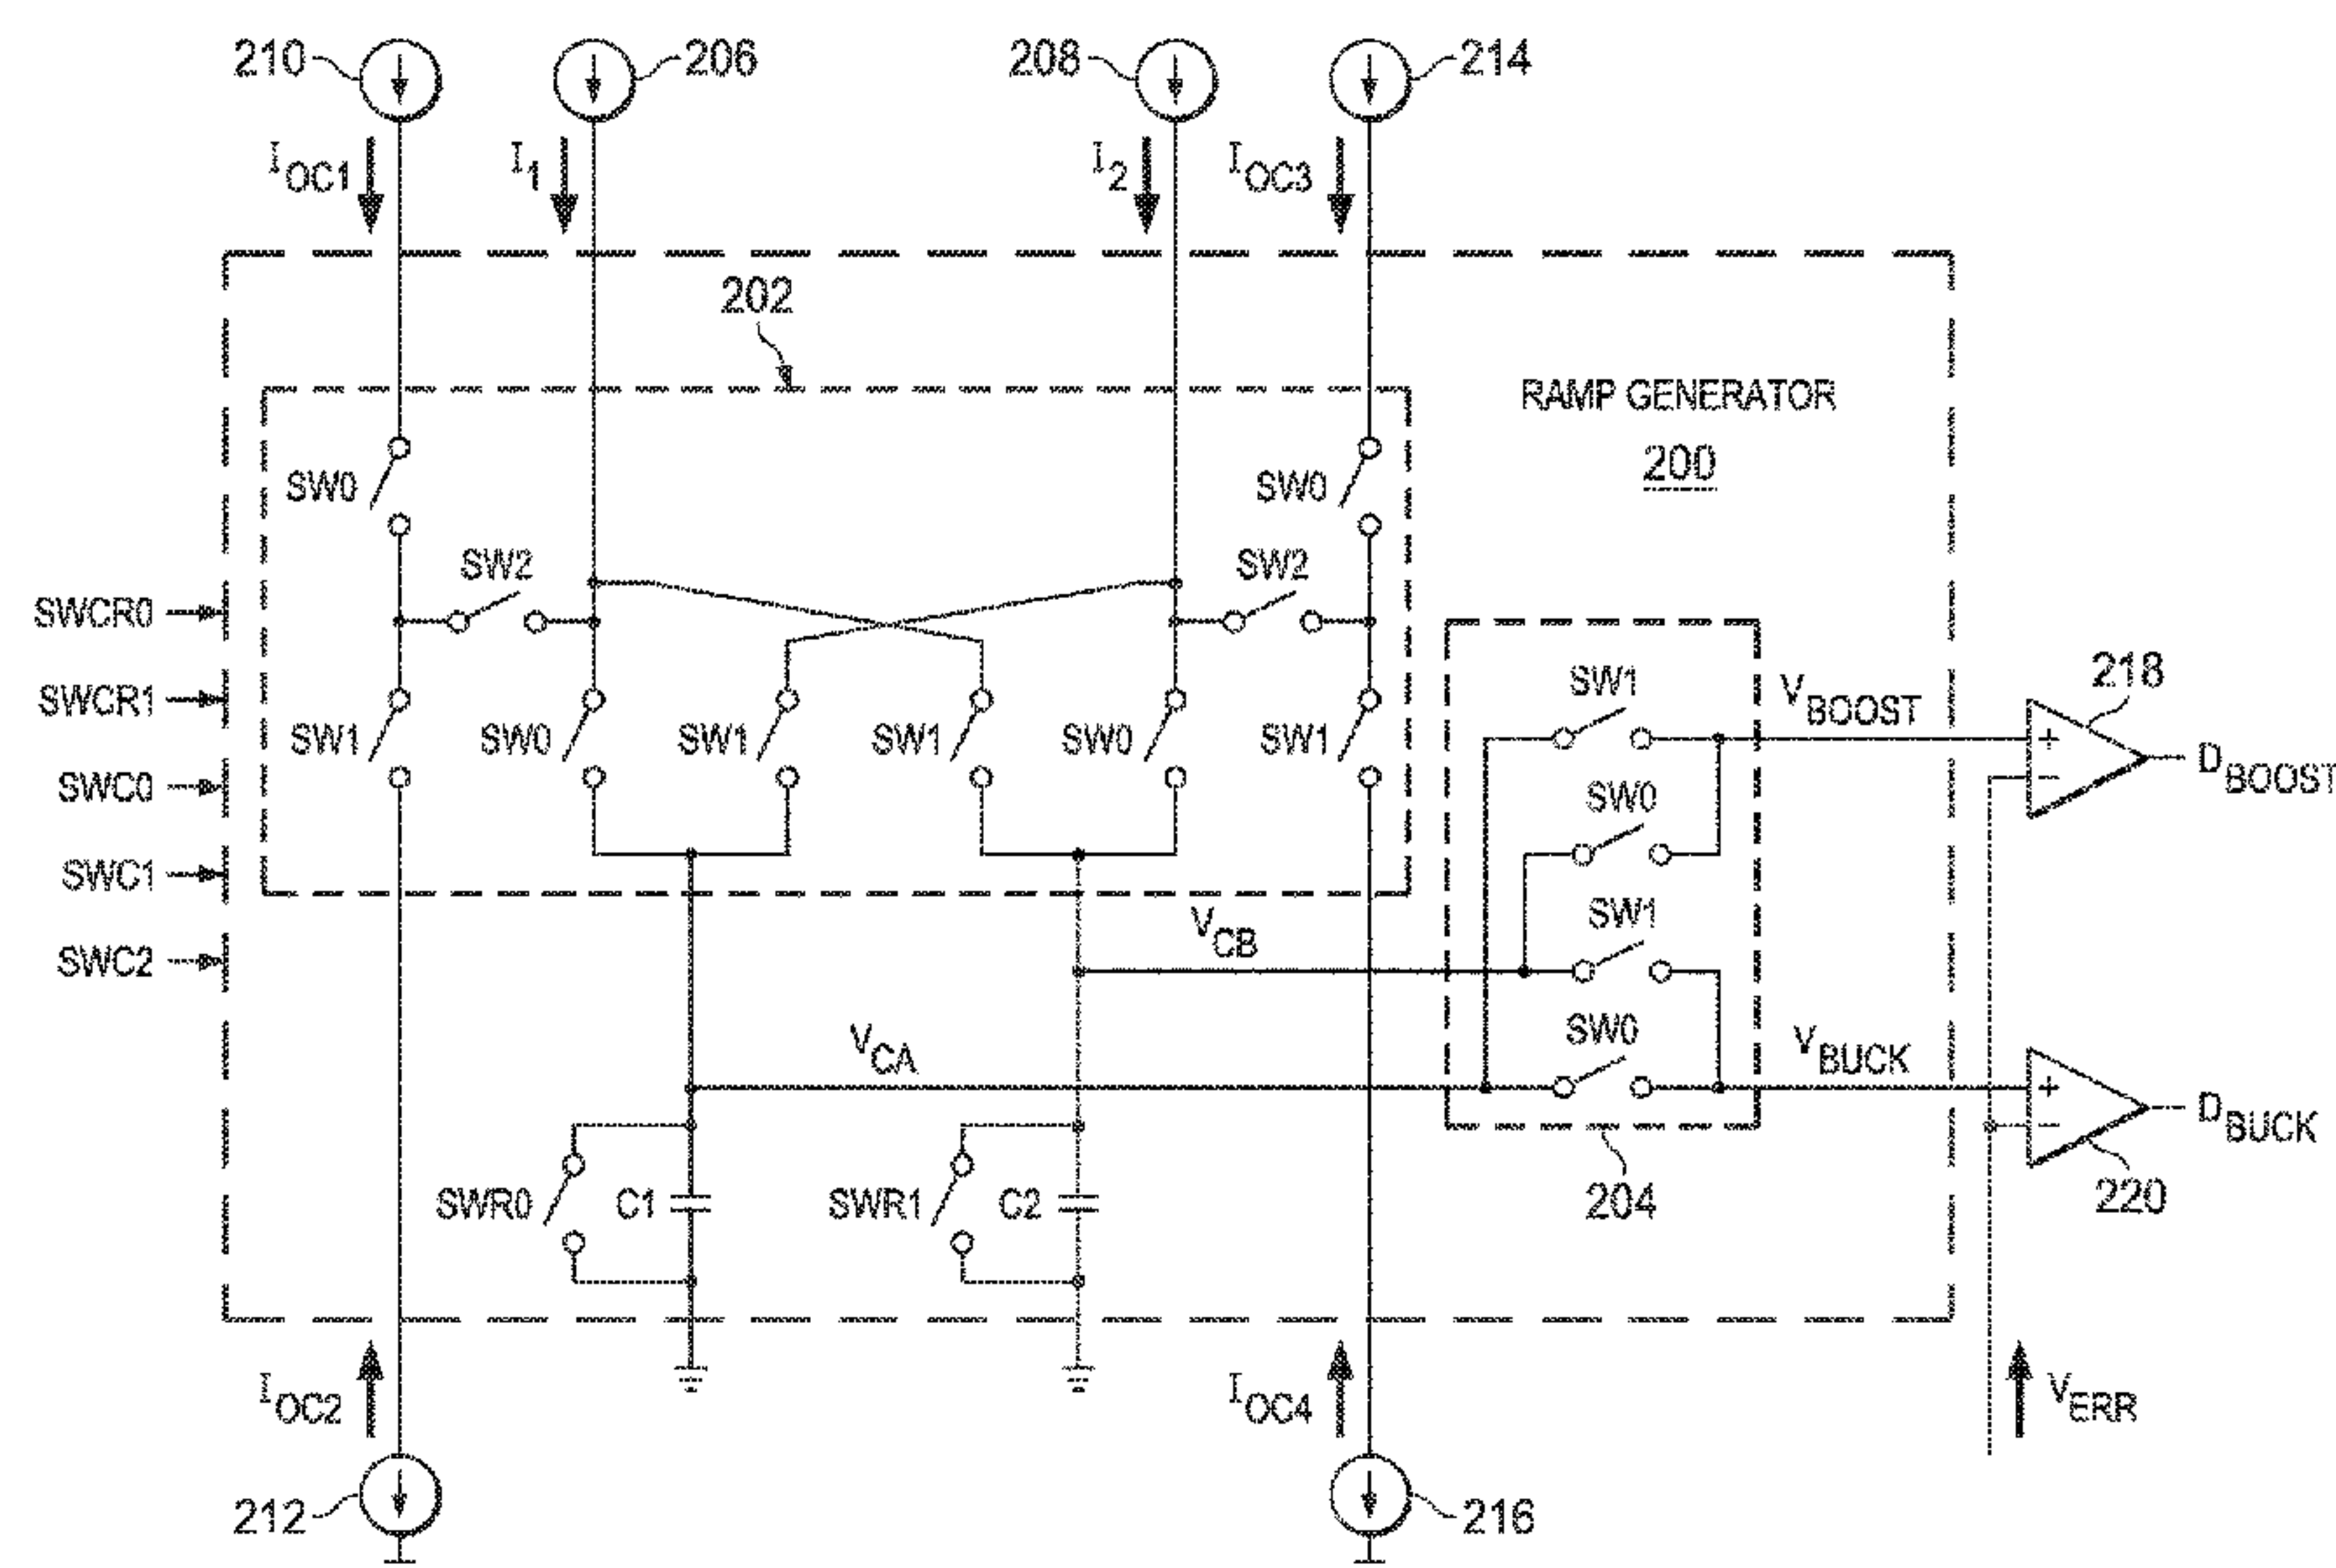 210 206 208 214
IOC1 I1 I2 IOC3
202
RAMP GENERATOR
200
SW0 SW0
SW2 SW2
SWCR0
SWCR1
SWC0
SWC1
SWC2
SW1 SW0 SW1 SW1 SW0 SW1
SW1 VBOOST 218
+
−
DBOOST
SW0
SW1
VCB
SW0
VCA
VBUCK
+
−
DBUCK
SWR0 C1 SWR1 C2 204 220
IOC2 IOC4 VERR
212 216